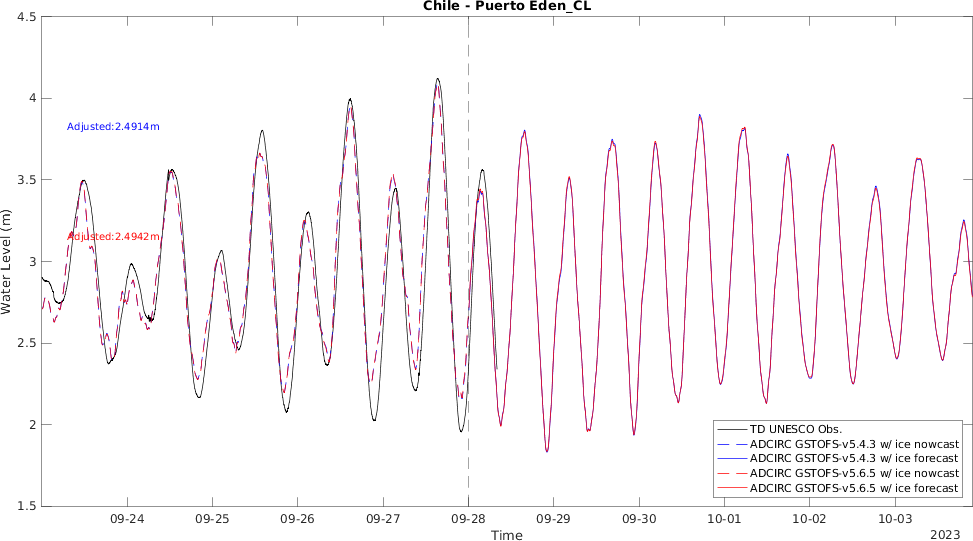 Chile - Puerto Eden_CL
4.5
4
3.5
3
2.5
2
1.5
Water Level (m)
Adjusted:2.4914m
Adjusted:2.4942m
TD UNESCO Obs.
ADCIRC GSTOFS-v5.4.3 w/ ice nowcast
ADCIRC GSTOFS-v5.4.3 w/ ice forecast
ADCIRC GSTOFS-v5.6.5 w/ ice nowcast
ADCIRC GSTOFS-v5.6.5 w/ ice forecast
09-24 09-25 09-26 09-27 09-28 09-29 09-30 10-01 10-02 10-03
Time
2023